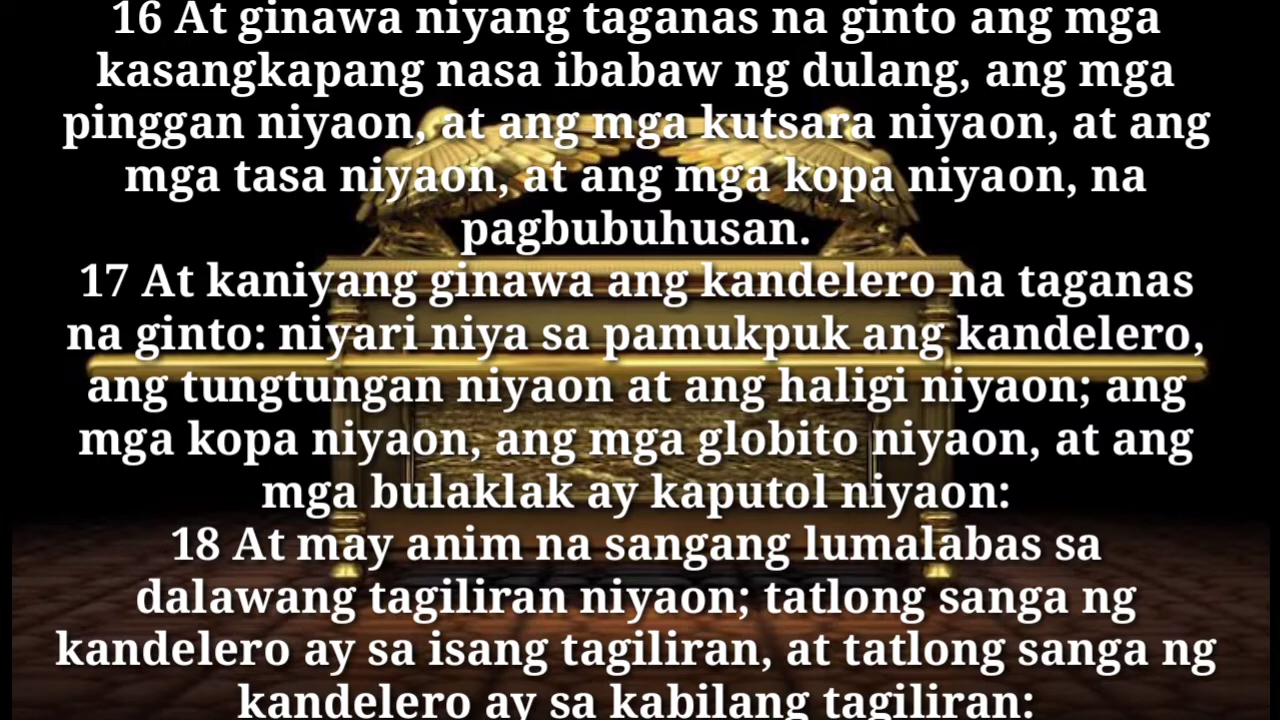 16 At ginawa niyang taganas na ginto ang mga
kasangkapang nasa ibabaw ng dulang, ang mga
pinggan niyaon, at ang mga kutsara niyaon, at ang
mga tasa niyaon, at ang mga kopa niyaon, na
pagbubuhusan.
17 At kaniyang ginawa ang kandelero na taganas
na ginto: niyari niya sa pamukpuk ang kandelero,
ang tungtungan niyaon at ang haligi niyaon; ang
mga kopa niyaon, ang mga globito niyaon, at ang
mga bulaklak ay kaputol niyaon:
18 At may anim na sangang lumalabas sa
dalawang tagiliran niyaon; tatlong sanga ng
kandelero ay sa isang tagiliran, at tatlong sanga ng
kandelero ay sa kabilang tagiliran: